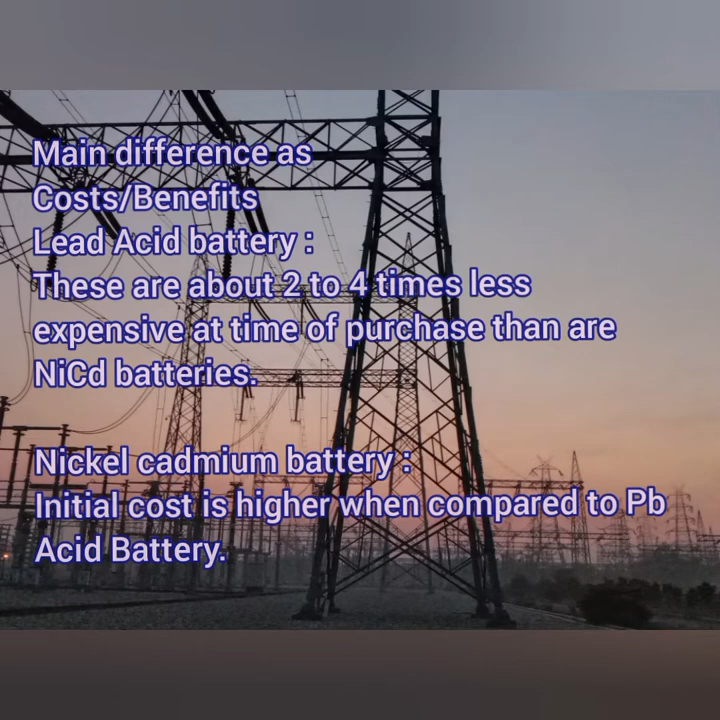 Main difference as
Costs/Benefits
Lead Acid battery :
These are about 2 to 4 times less
expensive at time of purchase than are
NiCd batteries.
Nickel cadmium battery :
Initial cost is higher when compared to Pb
Acid Battery.